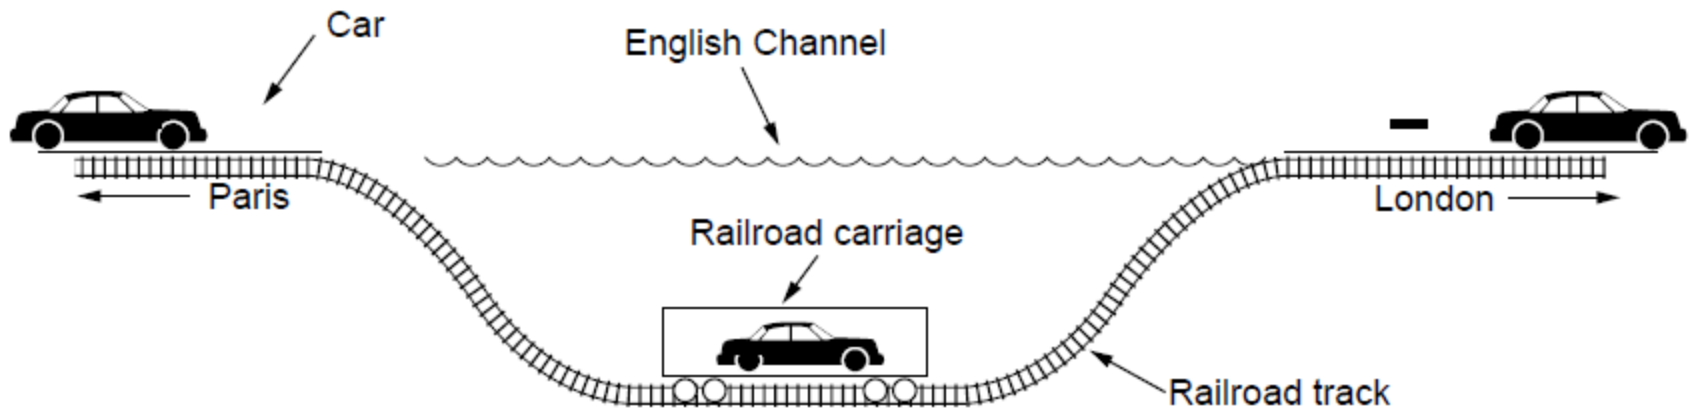 Car
English Channel
Paris
London
Railroad carriage
Railroad track